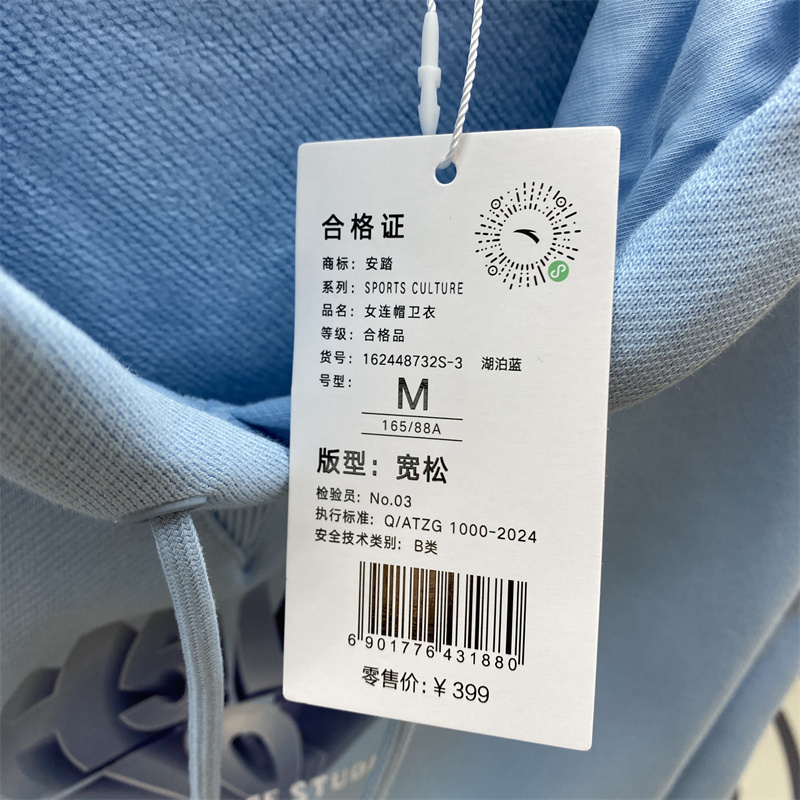 合格证
商标：安踏
系列：SPORTS CULTURE
品名：女连帽卫衣
等级：合格品
货号：162448732S-3 湖泊蓝
号型：M
165/88A
版型：宽松
检验员：No.03
执行标准：Q/ATZG 1000-2024
安全技术类别：B类
6 901776 431880
零售价：¥ 399